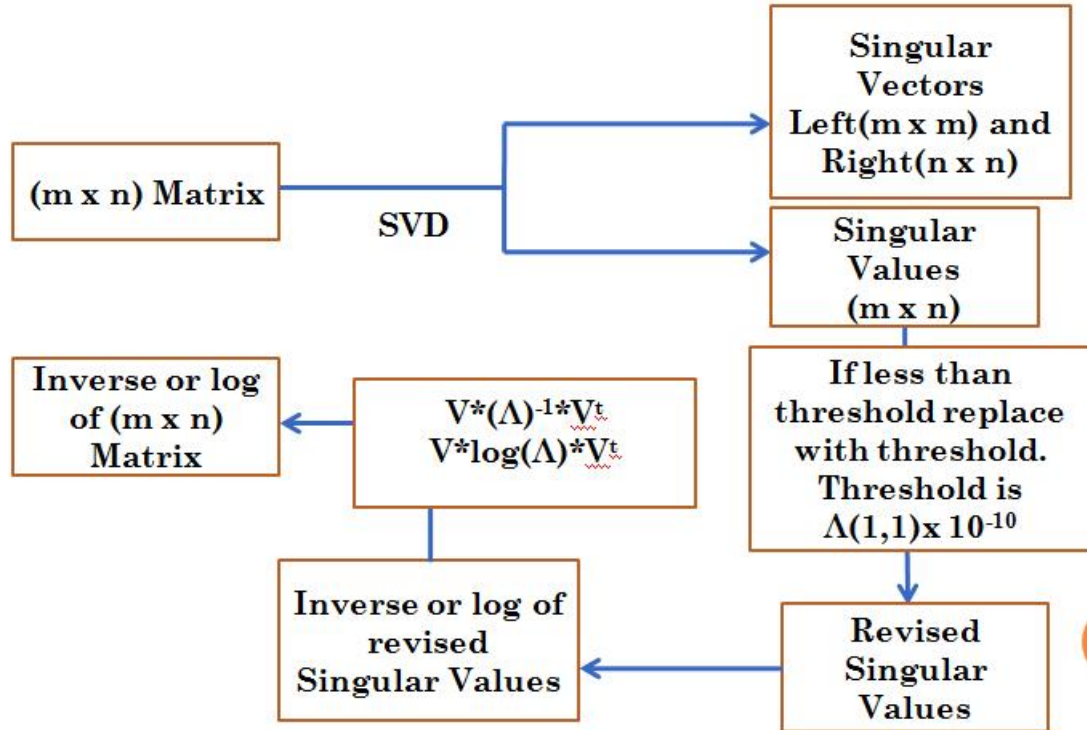 (m x n) Matrix
SVD
Singular
Vectors
Left(m x m) and
Right(n x n)
Singular
Values
(m x n)
If less than
threshold replace
with threshold.
Threshold is
Λ(1,1)x 10⁻¹⁰
Revised
Singular
Values
Inverse or log of
revised
Singular Values
V*(Λ)⁻¹*Vᵗ
V*log(Λ)*Vᵗ
Inverse or log
of (m x n)
Matrix